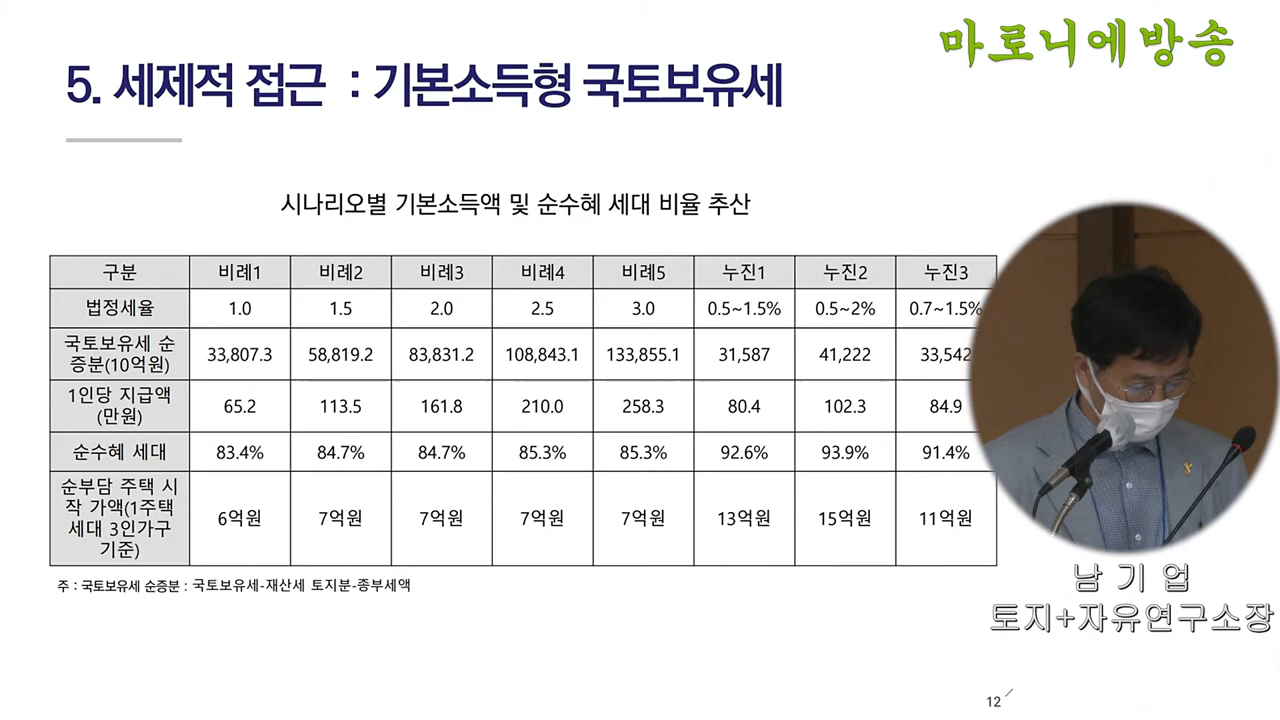 마로니에방송
5. 세제적 접근 : 기본소득형 국토보유세
시나리오별 기본소득액 및 순수혜 세대 비율 추산
구분 비례1 비례2 비례3 비례4 비례5 누진1 누진2 누진3
법정세율 1.0 1.5 2.0 2.5 3.0 0.5~1.5% 0.5~2% 0.7~1.5%
국토보유세 순
증분(10억원) 33,807.3 58,819.2 83,831.2 108,843.1 133,855.1 31,587 41,222 33,542
1인당 지급액
(만원) 65.2 113.5 161.8 210.0 258.3 80.4 102.3 84.9
순수혜 세대 83.4% 84.7% 84.7% 85.3% 85.3% 92.6% 93.9% 91.4%
순부담 주택 시
작 가액(1주택
세대 3인가구
기준) 6억원 7억원 7억원 7억원 7억원 13억원 15억원 11억원
주 : 국토보유세 순증분 : 국토보유세-재산세 토지분-종부세액
남기업
토지+자유연구소장
12